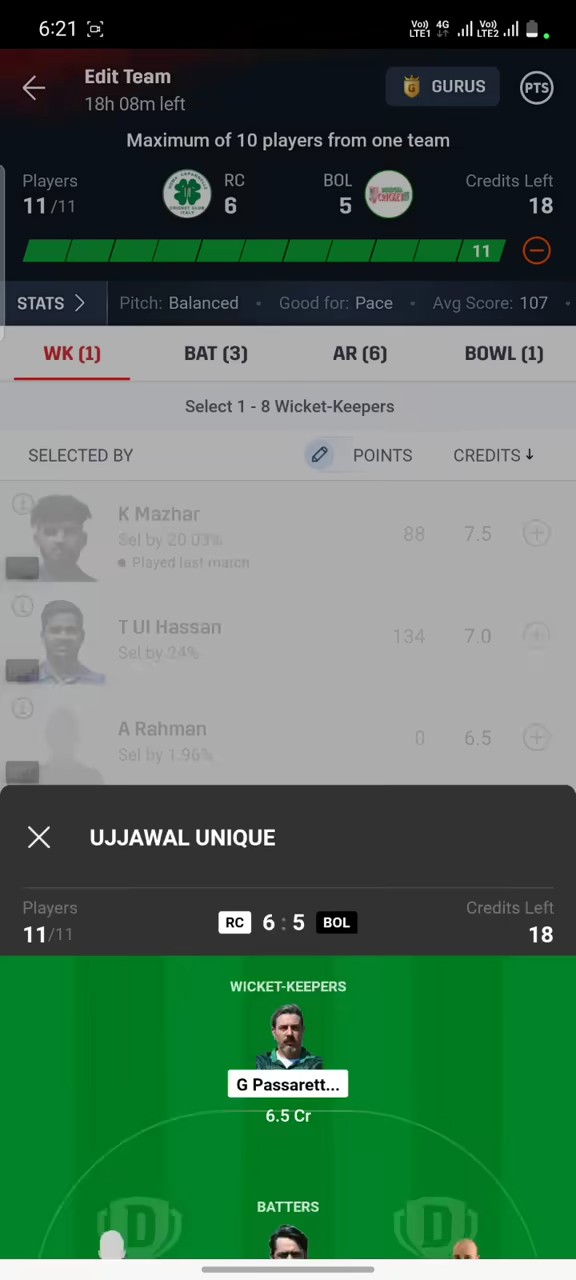 6:21
Vo) LTE1 4G Vo) LTE2
Edit Team
18h 08m left
GURUS
PTS
Maximum of 10 players from one team
Players
11/11
RC
6
BOL
5
Credits Left
18
11
STATS
Pitch: Balanced • Good for: Pace • Avg Score: 107 •
WK (1)
BAT (3)
AR (6)
BOWL (1)
Select 1 - 8 Wicket-Keepers
SELECTED BY
POINTS
CREDITS
K Mazhar
Sel by 20.03%
Played last match
88
7.5
T Ul Hassan
Sel by 24%
134
7.0
A Rahman
Sel by 1.96%
0
6.5
UJJAWAL UNIQUE
Players
11/11
RC 6 : 5 BOL
Credits Left
18
WICKET-KEEPERS
G Passarett...
6.5 Cr
BATTERS
D
D